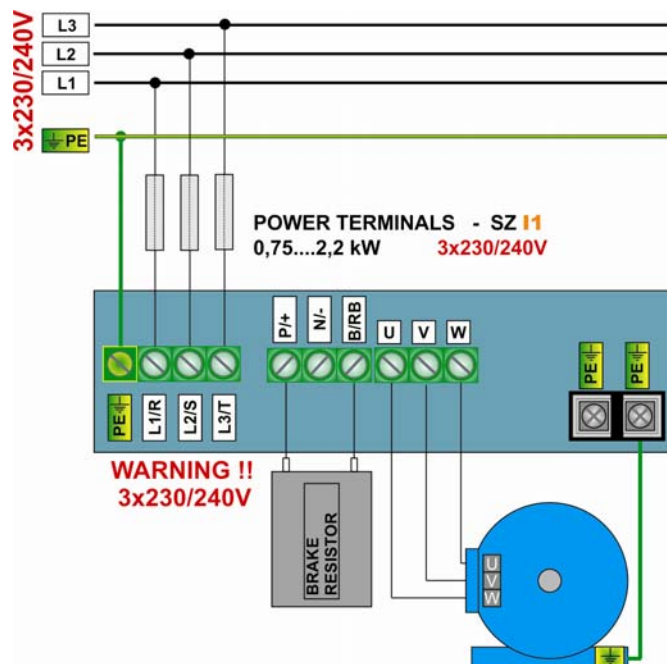 L3
L2
L1
3x230/240V
⏚ PE
POWER TERMINALS - SZ I1
0,75....2,2 kW 3x230/240V
P/+
N/-
B/RB
U
V
W
PE⏚
PE⏚
PE⏚
L1/R
L2/S
L3/T
WARNING !!
3x230/240V
BRAKE
RESISTOR
U
V
W